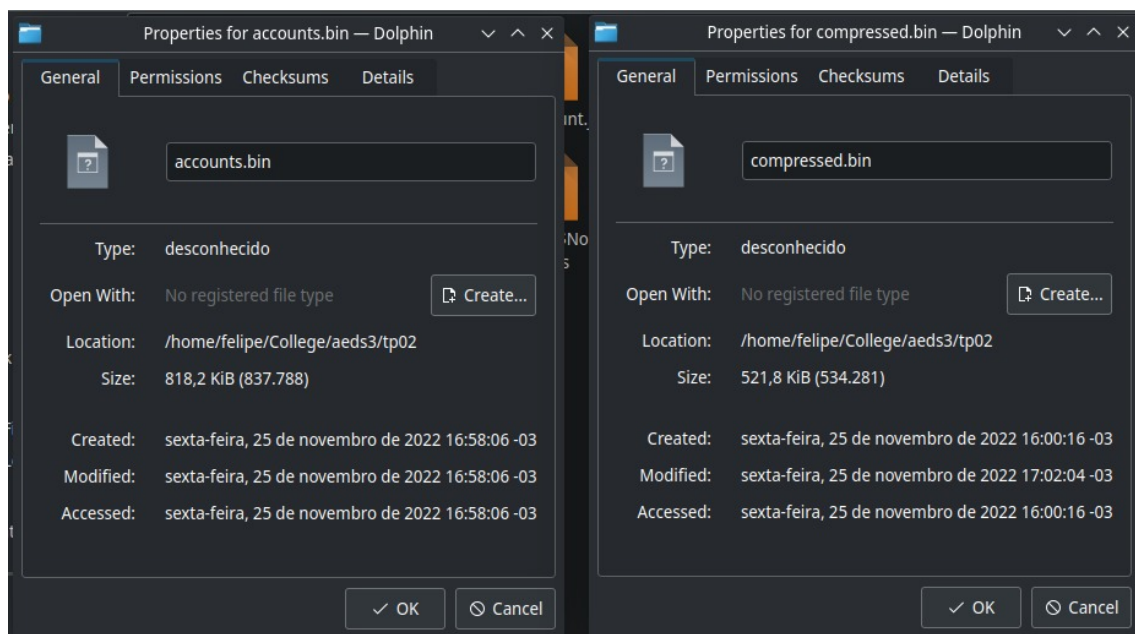 Properties for accounts.bin — Dolphin
General Permissions Checksums Details
accounts.bin
Type: desconhecido
Open With: No registered file type Create...
Location: /home/felipe/College/aeds3/tp02
Size: 818,2 KiB (837.788)
Created: sexta-feira, 25 de novembro de 2022 16:58:06 -03
Modified: sexta-feira, 25 de novembro de 2022 16:58:06 -03
Accessed: sexta-feira, 25 de novembro de 2022 16:58:06 -03
OK Cancel
Properties for compressed.bin — Dolphin
General Permissions Checksums Details
compressed.bin
Type: desconhecido
Open With: No registered file type Create...
Location: /home/felipe/College/aeds3/tp02
Size: 521,8 KiB (534.281)
Created: sexta-feira, 25 de novembro de 2022 16:00:16 -03
Modified: sexta-feira, 25 de novembro de 2022 17:02:04 -03
Accessed: sexta-feira, 25 de novembro de 2022 16:00:16 -03
OK Cancel